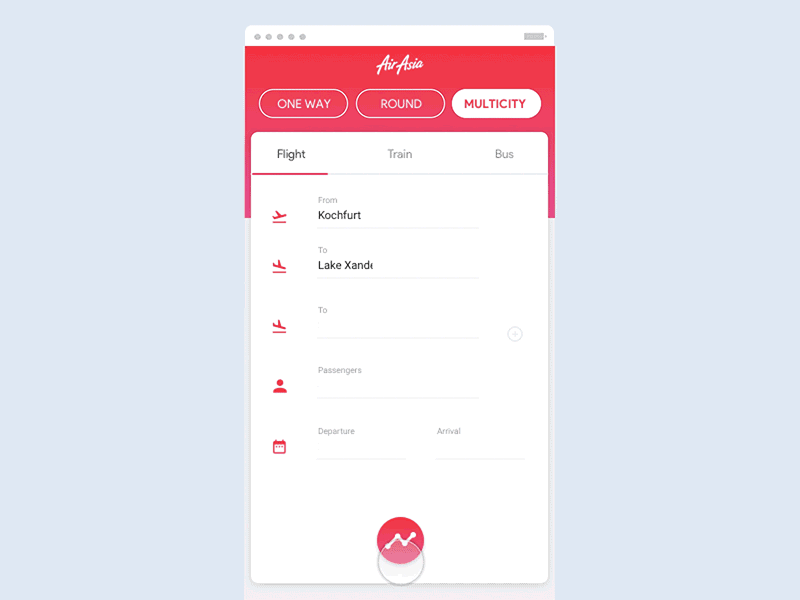 AirAsia
ONE WAY ROUND MULTICITY
Flight Train Bus
From
Kochfurt
To
Lake Xande
To
Passengers
Departure Arrival